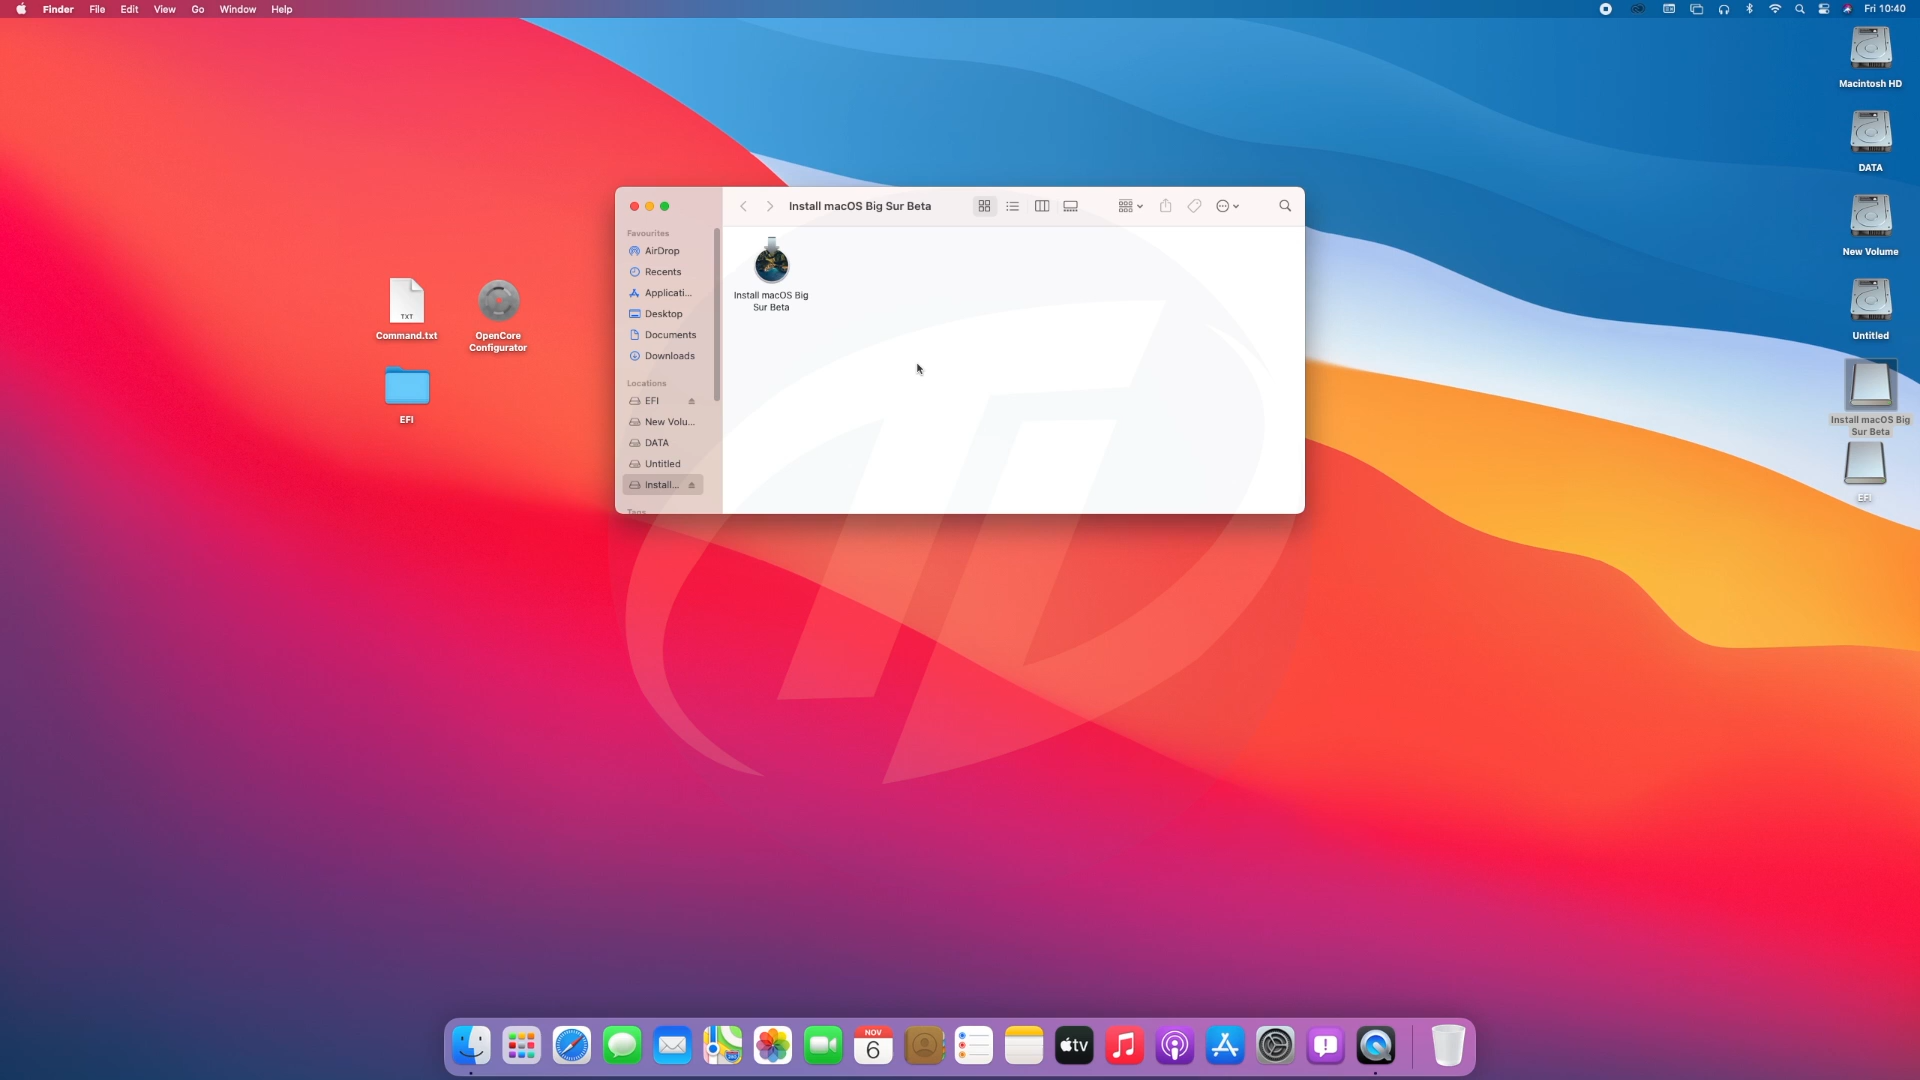 Finder File Edit View Go Window Help
Fri 10:40
Macintosh HD
DATA
New Volume
Untitled
Install macOS Big
Sur Beta
EFI
TXT
Command.txt
OpenCore
Configurator
EFI
Install macOS Big Sur Beta
Favourites
AirDrop
Recents
Applicati...
Desktop
Documents
Downloads
Locations
EFI
New Volu...
DATA
Untitled
Install...
Tags
Install macOS Big
Sur Beta
NOV
6
tv